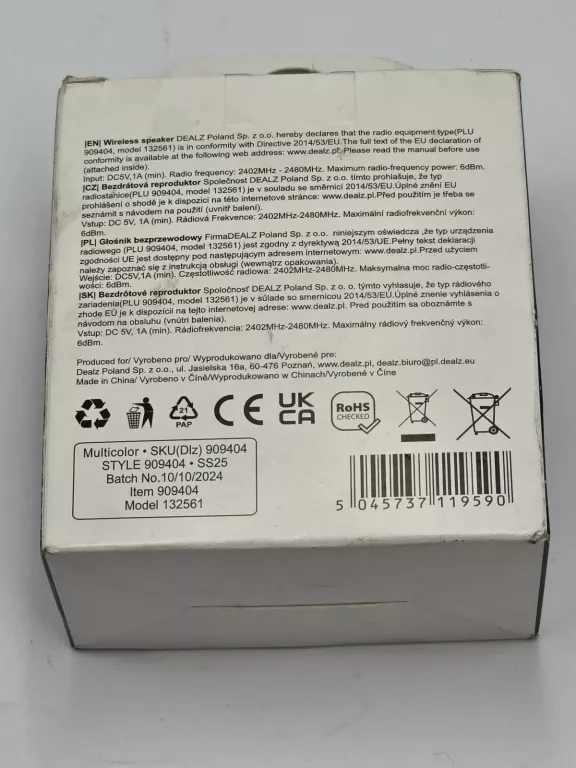 |EN| Wireless speaker DEALZ Poland Sp. z o.o. hereby declares that the radio equipment type(PLU
909404, model 132561) is in conformity with Directive 2014/53/EU.The full text of the EU declaration of
conformity is available at the following web address: www.dealz.pl. Please read the manual before use
(attached inside).
Input: DC5V,1A (min). Radio frequency: 2402MHz - 2480MHz. Maximum radio-frequency power: 6dBm.
|CZ| Bezdrátová reproduktor Společnost DEALZ Poland Sp. z o.o. tímto prohlašuje, že typ
radiostanice(PLU 909404, model 132561) je v souladu se směrnicí 2014/53/EU.Úplné znění EU
prohlášení o shodě je k dispozici na této internetové stránce: www.dealz.pl.Před použitím je třeba se
seznámit s návodem na použití (uvnitř balení).
Vstup: DC 5V, 1A (min). Rádiová Frekvence: 2402MHz-2480MHz. Maximální radiofrekvenční výkon:
6dBm.
|PL| Głośnik bezprzewodowy FirmaDEALZ Poland Sp. z o.o. niniejszym oświadcza ,że typ urządzenia
radiowego (PLU 909404, model 132561) jest zgodny z dyrektywą 2014/53/UE.Pełny tekst deklaracji
zgodności UE jest dostępny pod następującym adresem internetowym: www.dealz.pl.Przed użyciem
należy zapoznać się z instrukcją obsługi (wewnątrz opakowania).
Wejście: DC5V,1A (min). Częstotliwość radiowa: 2402MHz-2480MHz. Maksymalna moc radio-częstotli-
wości: 6dBm.
|SK| Bezdrôtové reproduktor Spoločnosť DEALZ Poland Sp. z o.o. týmto vyhlasuje, že typ rádiového
zariadenia(PLU 909404, model 132561) je v súlade so smernicou 2014/53/EU.Úplné znenie vyhlásenia o
zhode EÚ je k dispozícii na tejto internetovej adrese: www.dealz.pl. Pred použitím sa oboznámte s
návodom na obsluhu (vnútri balenia).
Vstup: DC 5V, 1A (min). Rádiofrekvencia: 2402MHz-2480MHz. Maximálny rádiový frekvenčný výkon:
6dBm.
Produced for/ Vyrobeno pro/ Wyprodukowano dla/Vyrobené pre:
Dealz Poland Sp. z o.o. ul, Jasielska 16a, 60-476 Poznań, www.dealz.pl, dealz.biuro@pl.dealz.eu
Made in China/ Vyrobeno v Číně/Wyprodukowano w Chinach/Vyrobené v Číne
21
PAP
CE
UK
CA
RoHS
CHECKED
Multicolor • SKU(Dlz) 909404
STYLE 909404 • SS25
Batch No.10/10/2024
Item 909404
Model 132561
5 045737 119590